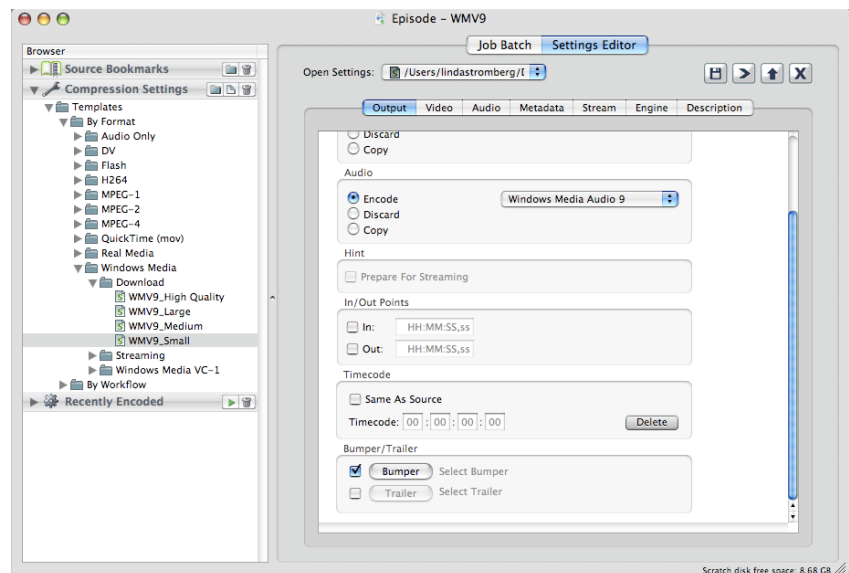 Episode – WMV9
Job Batch Settings Editor
Browser
Source Bookmarks
Compression Settings
Templates
By Format
Audio Only
DV
Flash
H264
MPEG-1
MPEG-2
MPEG-4
QuickTime (mov)
Real Media
Windows Media
Download
WMV9_High Quality
WMV9_Large
WMV9_Medium
WMV9_Small
Streaming
Windows Media VC-1
By Workflow
Recently Encoded
Open Settings: /Users/lindastromberg/[
Output Video Audio Metadata Stream Engine Description
Discard
Copy
Audio
Encode Windows Media Audio 9
Discard
Copy
Hint
Prepare For Streaming
In/Out Points
In: HH:MM:SS,ss
Out: HH:MM:SS,ss
Timecode
Same As Source
Timecode: 00 : 00 : 00 : 00 Delete
Bumper/Trailer
Bumper Select Bumper
Trailer Select Trailer
Scratch disk free space: 8.68 GB